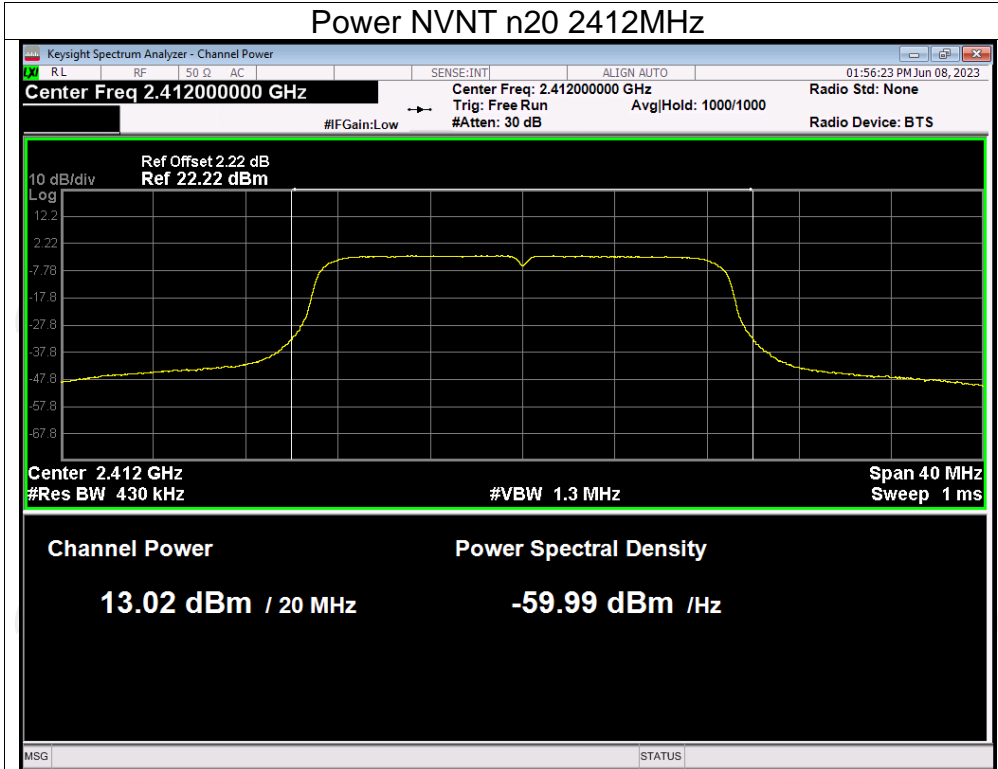 Power NVNT n20 2412MHz
Keysight Spectrum Analyzer - Channel Power
LXI RL RF 50 Ω AC SENSE:INT ALIGN AUTO 01:56:23 PM Jun 08, 2023
Center Freq 2.412000000 GHz Center Freq: 2.412000000 GHz Radio Std: None
Trig: Free Run Avg|Hold: 1000/1000
#IFGain:Low #Atten: 30 dB Radio Device: BTS
Ref Offset 2.22 dB
10 dB/div Ref 22.22 dBm
Log
12.2
2.22
-7.78
-17.8
-27.8
-37.8
-47.8
-57.8
-67.8
Center 2.412 GHz Span 40 MHz
#Res BW 430 kHz #VBW 1.3 MHz Sweep 1 ms
Channel Power Power Spectral Density
13.02 dBm / 20 MHz -59.99 dBm /Hz
MSG STATUS